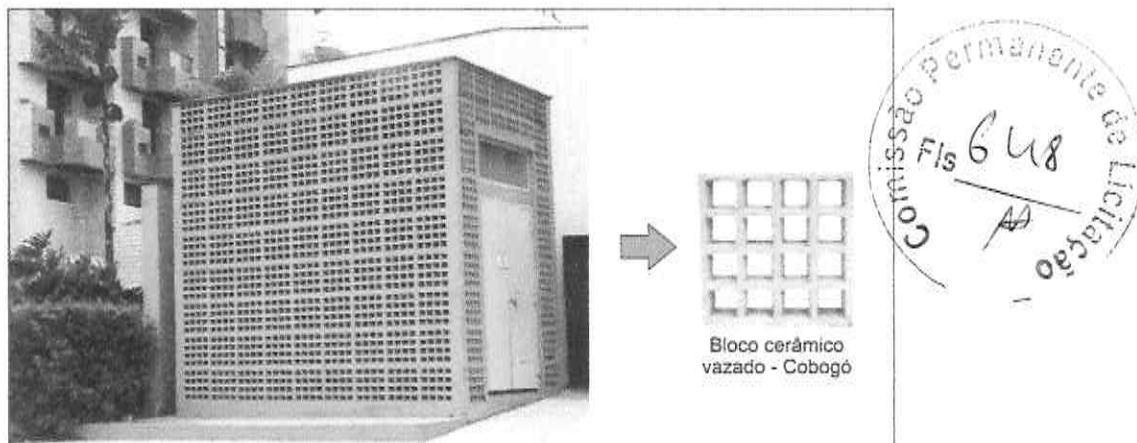 Bloco cerâmico
vazado - Cobogó
Comissão Permanente de Licitação
Fls 648